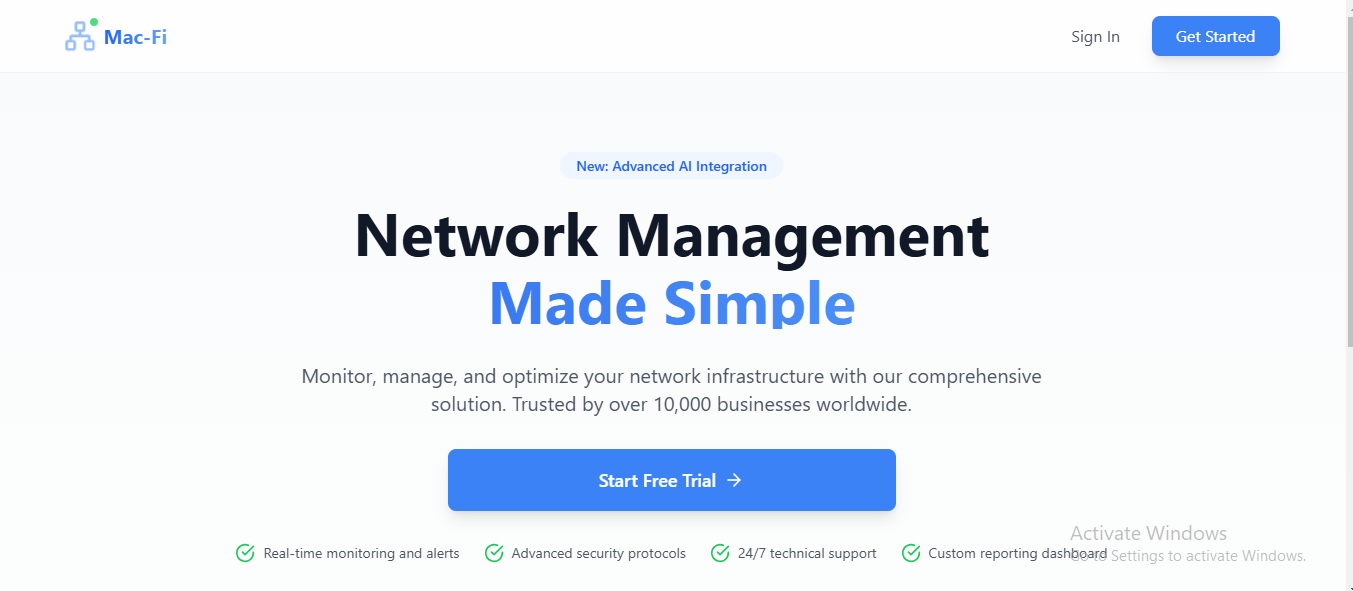 Mac-Fi
Sign In
Get Started
New: Advanced AI Integration
Network Management
Made Simple
Monitor, manage, and optimize your network infrastructure with our comprehensive
solution. Trusted by over 10,000 businesses worldwide.
Start Free Trial
Real-time monitoring and alerts
Advanced security protocols
24/7 technical support
Custom reporting dashboard
Activate Windows
Go to Settings to activate Windows.